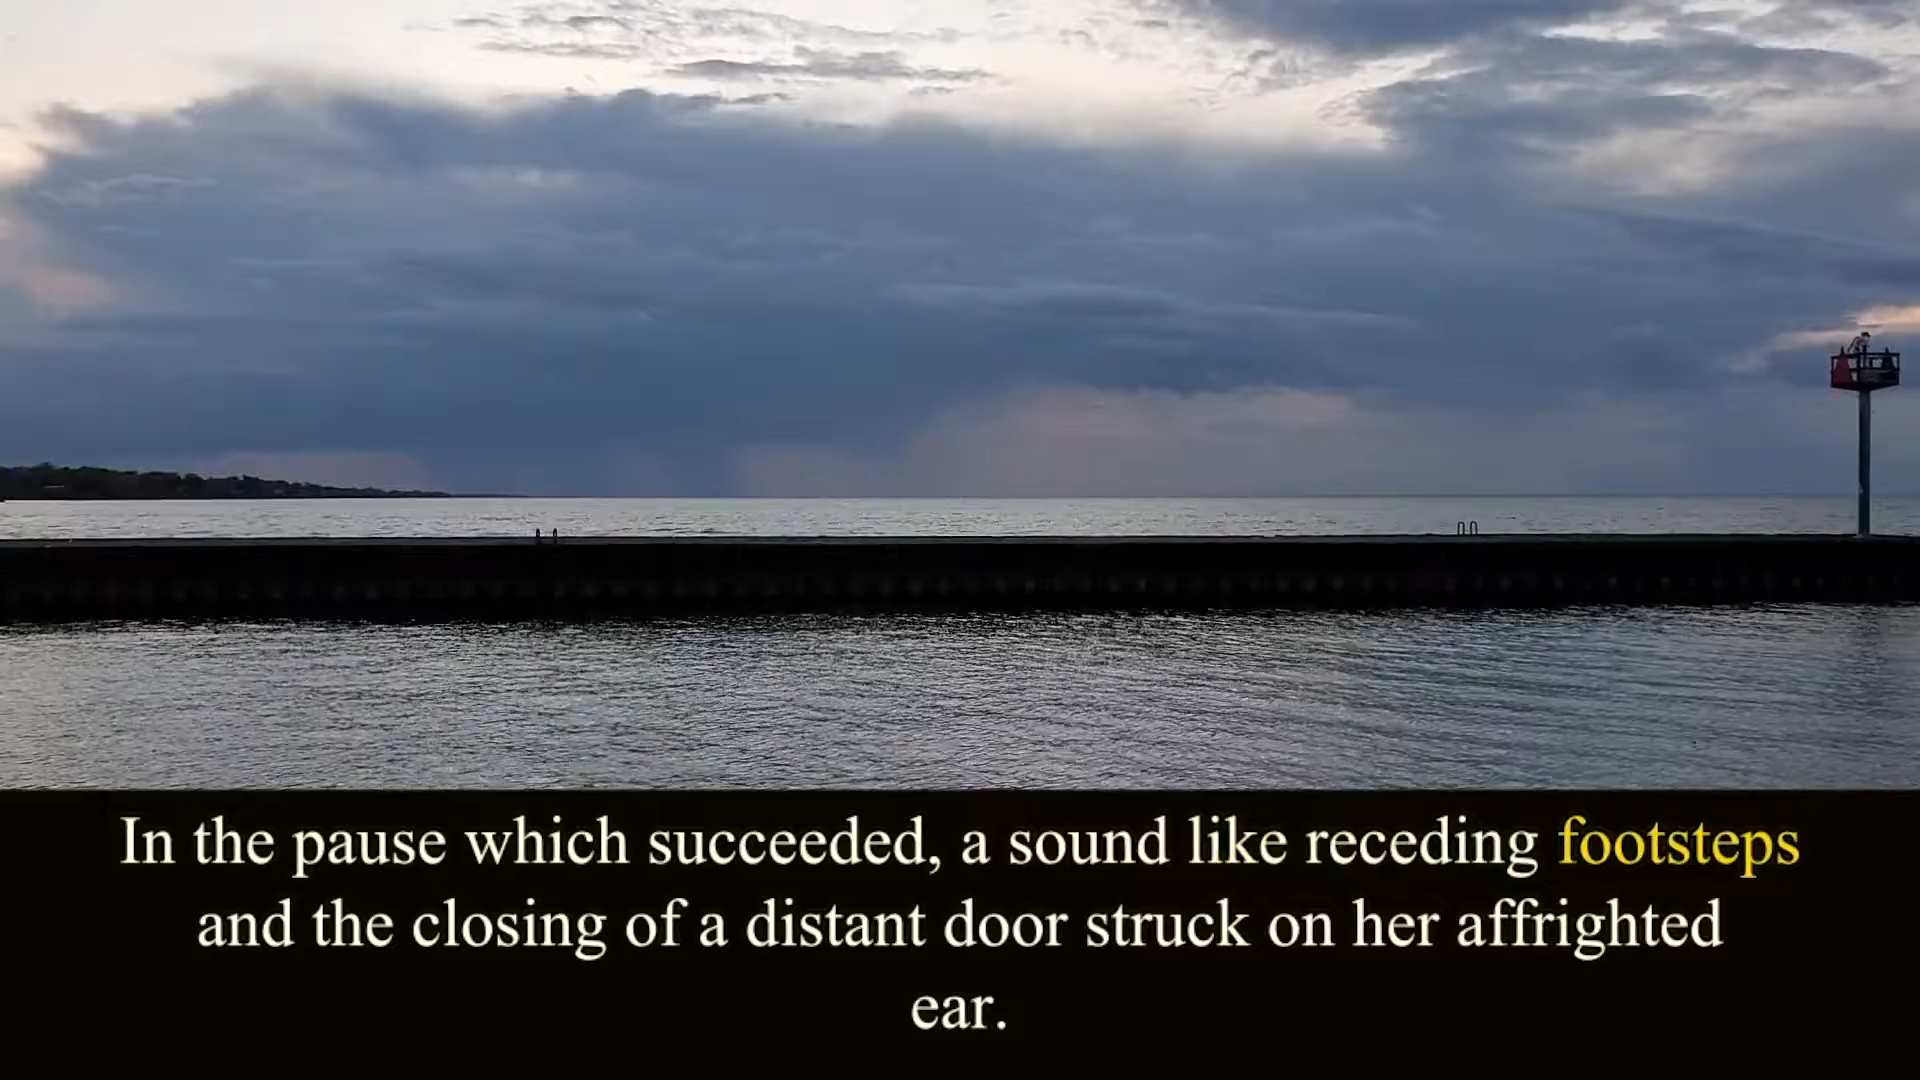 In the pause which succeeded, a sound like receding footsteps
and the closing of a distant door struck on her affrighted
ear.